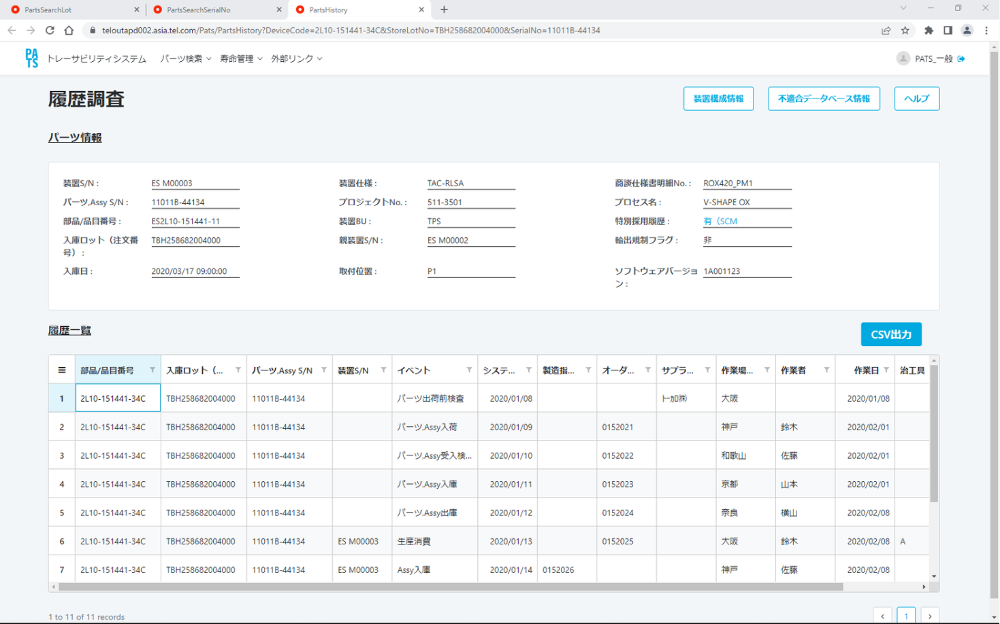 PartsSearchLot
PartsSearchSerialNo
PartsHistory
teloutapd002.asia.tel.com/Pats/PartsHistory?DeviceCode=2L10-151441-34C&StoreLotNo=TBH258682004000&SerialNo=11011B-44134
PATS トレーサビリティシステム パーツ検索 寿命管理 外部リンク PATS_一般
履歴調査 装置構成情報 不適合データベース情報 ヘルプ
パーツ情報
装置S/N : ES M00003 装置仕様 : TAC-RLSA 商談仕様書明細No. : ROX420_PM1
パーツ,Assy S/N : 11011B-44134 プロジェクトNo. : 511-3501 プロセス名 : V-SHAPE OX
部品/品目番号 : ES2L10-151441-11 装置BU : TPS 特別採用履歴 : 有（SCM
入庫ロット（注文番号）: TBH258682004000 親装置S/N : ES M00002 輸出規制フラグ : 非
入庫日 : 2020/03/17 09:00:00 取付位置 : P1 ソフトウェアバージョン : 1A001123
履歴一覧 CSV出力
部品/品目番号 入庫ロット（... パーツ,Assy S/N 装置S/N イベント システ... 製造指... オーダ... サプラ... 作業場... 作業者 作業日 治工具
1 2L10-151441-34C TBH258682004000 11011B-44134 パーツ出荷前検査 2020/01/08 ﾄｰｶﾛ㈱ 大阪 2020/01/08
2 2L10-151441-34C TBH258682004000 11011B-44134 パーツ,Assy入荷 2020/01/09 0152021 神戸 鈴木 2020/02/01
3 2L10-151441-34C TBH258682004000 11011B-44134 パーツ,Assy受入検... 2020/01/10 0152022 和歌山 佐藤 2020/02/01
4 2L10-151441-34C TBH258682004000 11011B-44134 パーツ,Assy入庫 2020/01/11 0152023 京都 山本 2020/02/01
5 2L10-151441-34C TBH258682004000 11011B-44134 パーツ,Assy出庫 2020/01/12 0152024 奈良 横山 2020/02/08
6 2L10-151441-34C TBH258682004000 11011B-44134 ES M00003 生産消費 2020/01/13 0152025 大阪 鈴木 2020/02/08 A
7 2L10-151441-34C TBH258682004000 11011B-44134 ES M00003 Assy入庫 2020/01/14 0152026 神戸 佐藤 2020/02/08
1 to 11 of 11 records 1